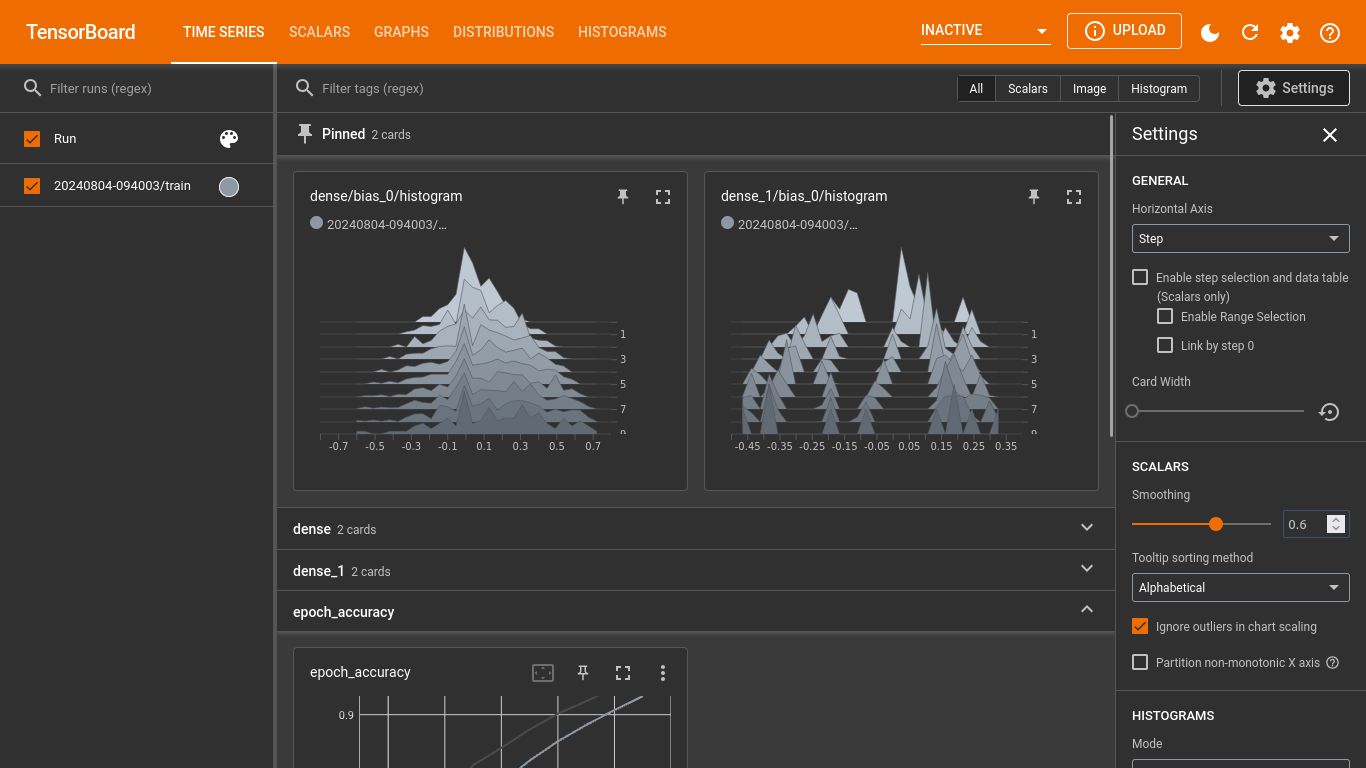 TensorBoard
TIME SERIES
SCALARS
GRAPHS
DISTRIBUTIONS
HISTOGRAMS
INACTIVE
UPLOAD
Filter runs (regex)
Run
20240804-094003/train
Filter tags (regex)
All
Scalars
Image
Histogram
Settings
Pinned 2 cards
dense/bias_0/histogram
20240804-094003/...
1
3
5
7
-0.7 -0.5 -0.3 -0.1 0.1 0.3 0.5 0.7
dense_1/bias_0/histogram
20240804-094003/...
1
3
5
7
-0.45 -0.35 -0.25 -0.15 -0.05 0.05 0.15 0.25 0.35
dense 2 cards
dense_1 2 cards
epoch_accuracy
epoch_accuracy
0.9
Settings
GENERAL
Horizontal Axis
Step
Enable step selection and data table
(Scalars only)
Enable Range Selection
Link by step 0
Card Width
SCALARS
Smoothing
0.6
Tooltip sorting method
Alphabetical
Ignore outliers in chart scaling
Partition non-monotonic X axis
HISTOGRAMS
Mode